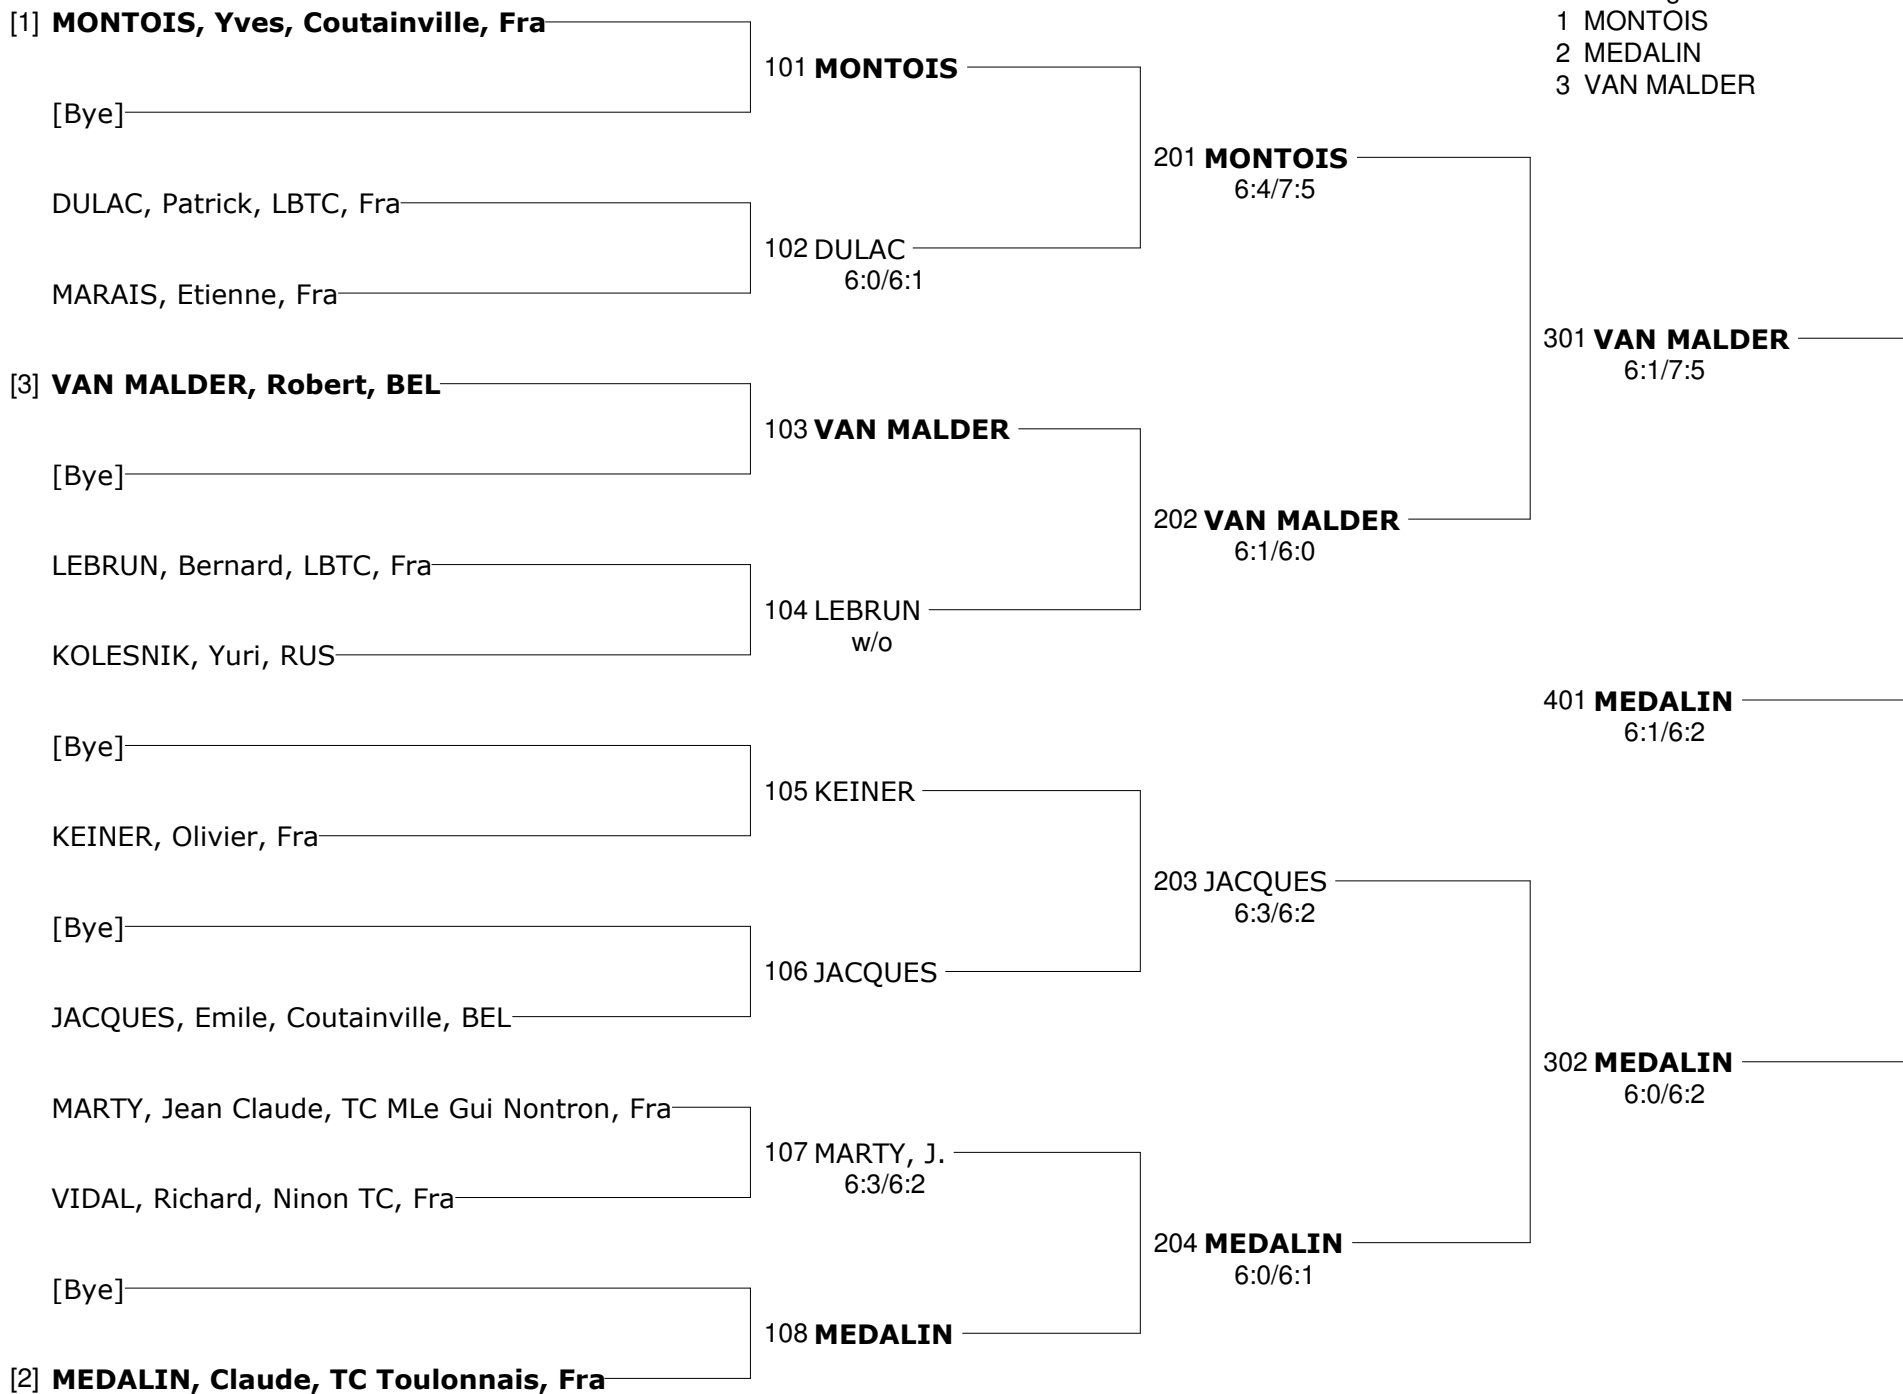 [1] MONTOIS, Yves, Coutainville, Fra
[Bye]
DULAC, Patrick, LBTC, Fra
MARAIS, Etienne, Fra
[3] VAN MALDER, Robert, BEL
[Bye]
LEBRUN, Bernard, LBTC, Fra
KOLESNIK, Yuri, RUS
[Bye]
KEINER, Olivier, Fra
[Bye]
JACQUES, Emile, Coutainville, BEL
MARTY, Jean Claude, TC MLe Gui Nontron, Fra
VIDAL, Richard, Ninon TC, Fra
[Bye]
[2] MEDALIN, Claude, TC Toulonnais, Fra
101 MONTOIS
102 DULAC
6:0/6:1
103 VAN MALDER
104 LEBRUN
w/o
105 KEINER
106 JACQUES
107 MARTY, J.
6:3/6:2
108 MEDALIN
201 MONTOIS
6:4/7:5
202 VAN MALDER
6:1/6:0
203 JACQUES
6:3/6:2
204 MEDALIN
6:0/6:1
1 MONTOIS
2 MEDALIN
3 VAN MALDER
301 VAN MALDER
6:1/7:5
401 MEDALIN
6:1/6:2
302 MEDALIN
6:0/6:2